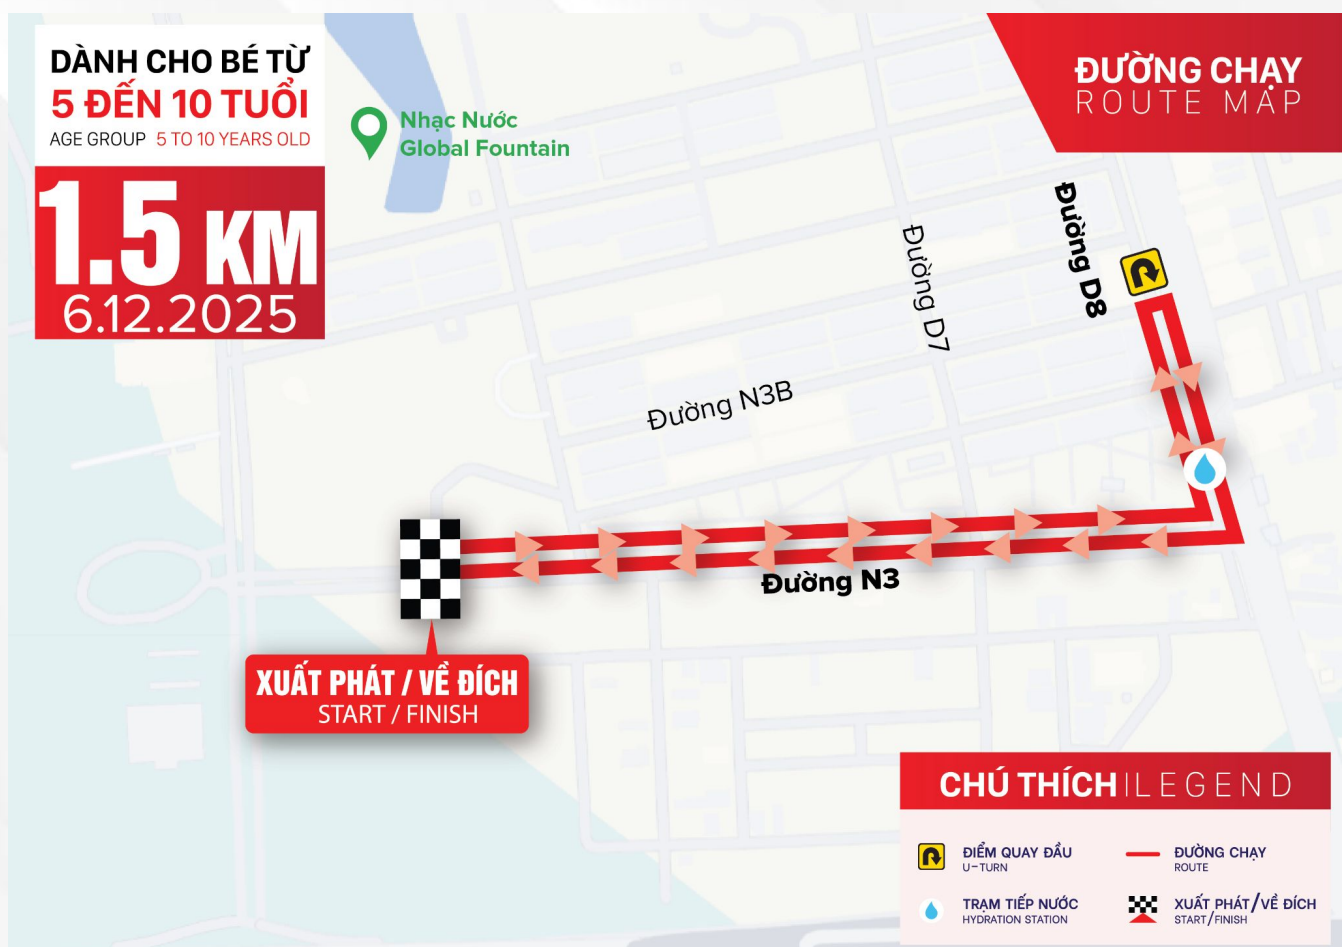 DÀNH CHO BÉ TỪ
5 ĐẾN 10 TUỔI
AGE GROUP 5 TO 10 YEARS OLD
1.5 KM
6.12.2025
Nhạc Nước
Global Fountain
ĐƯỜNG CHẠY
ROUTE MAP
Đường D8
Đường D7
Đường N3B
Đường N3
XUẤT PHÁT / VỀ ĐÍCH
START / FINISH
CHÚ THÍCH | LEGEND
ĐIỂM QUAY ĐẦU
U-TURN
ĐƯỜNG CHẠY
ROUTE
TRẠM TIẾP NƯỚC
HYDRATION STATION
XUẤT PHÁT/VỀ ĐÍCH
START/FINISH